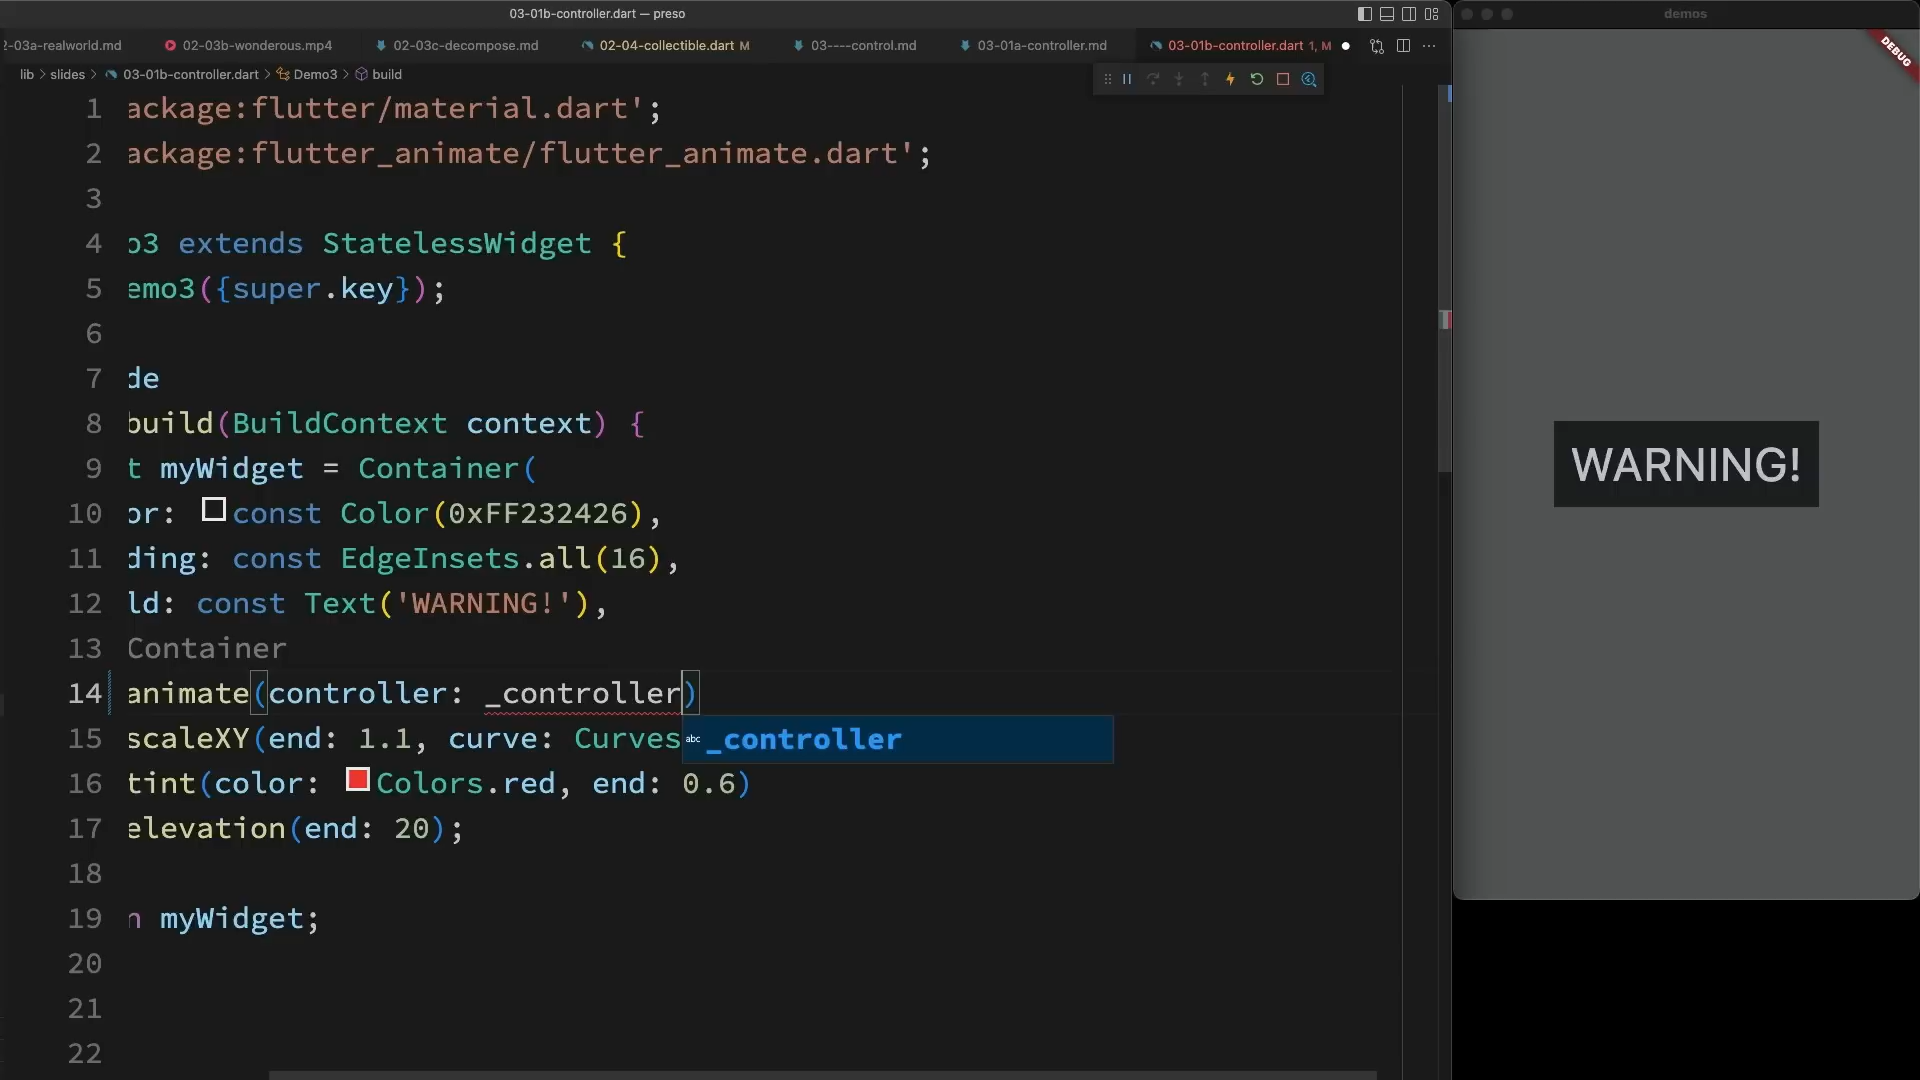 03-01b-controller.dart — preso
demos
2-03a-realworld.md 02-03b-wonderous.mp4 02-03c-decompose.md 02-04-collectible.dart M 03----control.md 03-01a-controller.md 03-01b-controller.dart 1, M
DEBUG
lib > slides > 03-01b-controller.dart > Demo3 > build
1 ackage:flutter/material.dart';
2 ackage:flutter_animate/flutter_animate.dart';
3
4 o3 extends StatelessWidget {
5 emo3({super.key});
6
7 de
8 build(BuildContext context) {
9 t myWidget = Container(
10 or: const Color(0xFF232426),
11 ding: const EdgeInsets.all(16),
12 ld: const Text('WARNING!'),
13 Container
14 animate(controller: _controller)
15 scaleXY(end: 1.1, curve: Curves
abc _controller
16 tint(color: Colors.red, end: 0.6)
17 elevation(end: 20);
18
19 n myWidget;
20
21
22
WARNING!